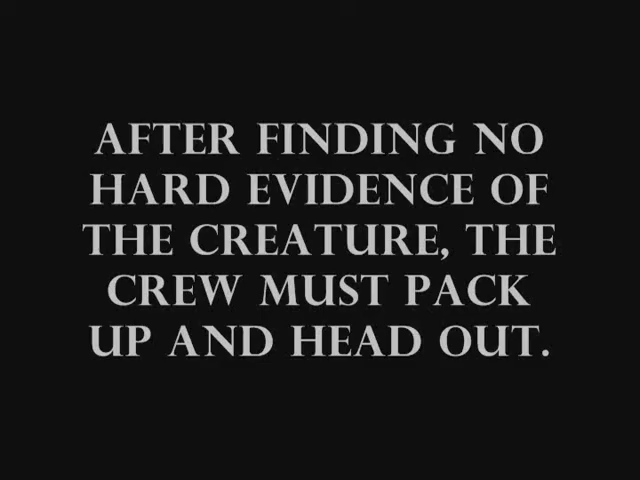 AFTER FINDING NO
HARD EVIDENCE OF
THE CREATURE, THE
CREW MUST PACK
UP AND HEAD OUT.